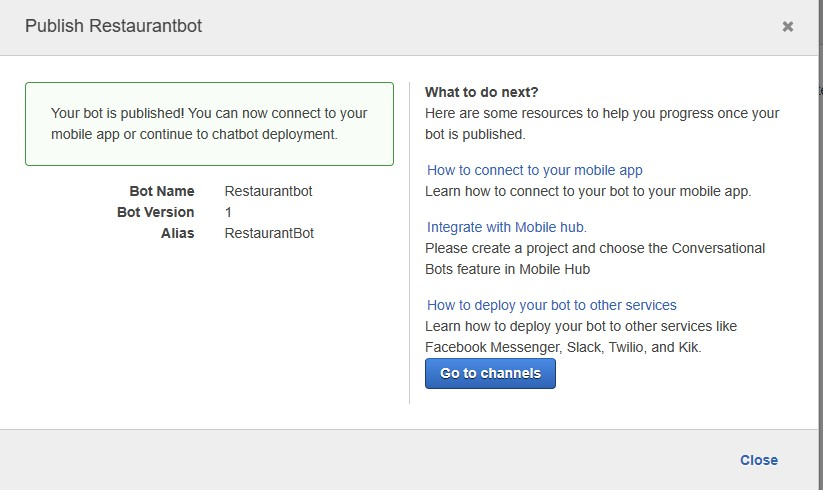 Publish Restaurantbot
Your bot is published! You can now connect to your
mobile app or continue to chatbot deployment.
Bot Name Restaurantbot
Bot Version 1
Alias RestaurantBot
What to do next?
Here are some resources to help you progress once your
bot is published.
How to connect to your mobile app
Learn how to connect to your bot to your mobile app.
Integrate with Mobile hub.
Please create a project and choose the Conversational
Bots feature in Mobile Hub
How to deploy your bot to other services
Learn how to deploy your bot to other services like
Facebook Messenger, Slack, Twilio, and Kik.
Go to channels
Close